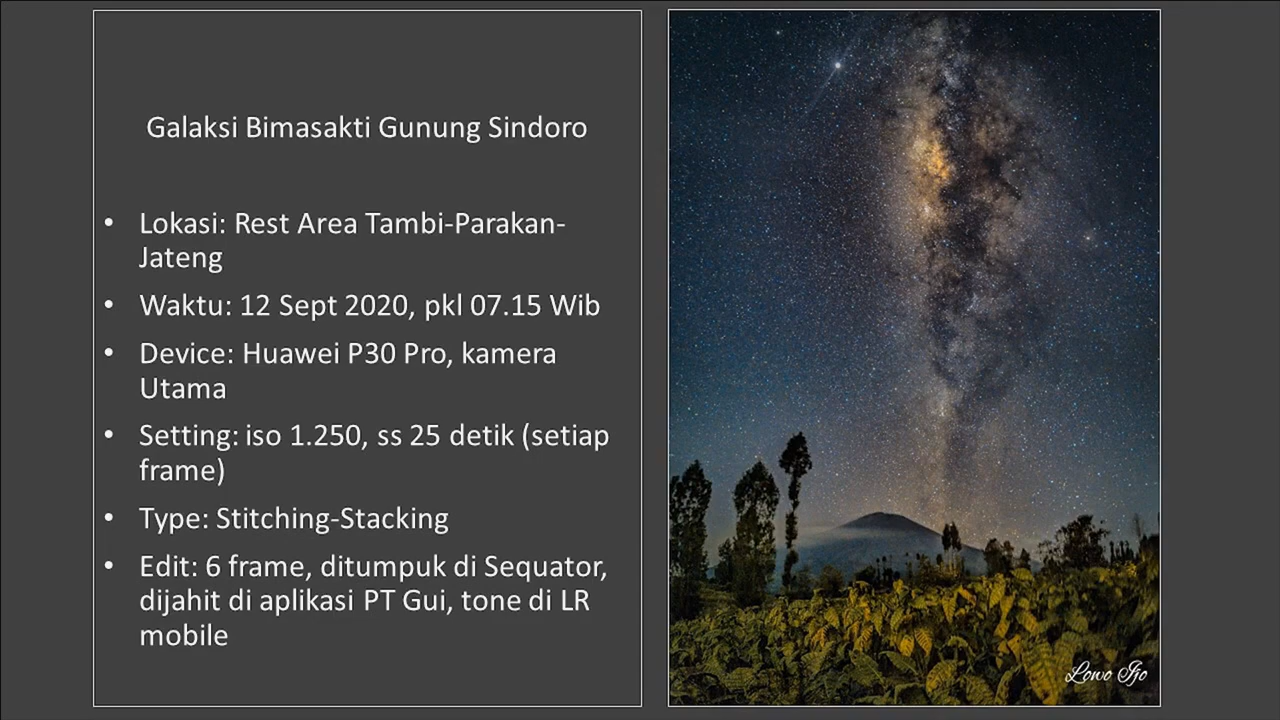 Galaksi Bimasakti Gunung Sindoro
• Lokasi: Rest Area Tambi-Parakan-
Jateng
• Waktu: 12 Sept 2020, pkl 07.15 Wib
• Device: Huawei P30 Pro, kamera
Utama
• Setting: iso 1.250, ss 25 detik (setiap
frame)
• Type: Stitching-Stacking
• Edit: 6 frame, ditumpuk di Sequator,
dijahit di aplikasi PT Gui, tone di LR
mobile
Lowo Ijo